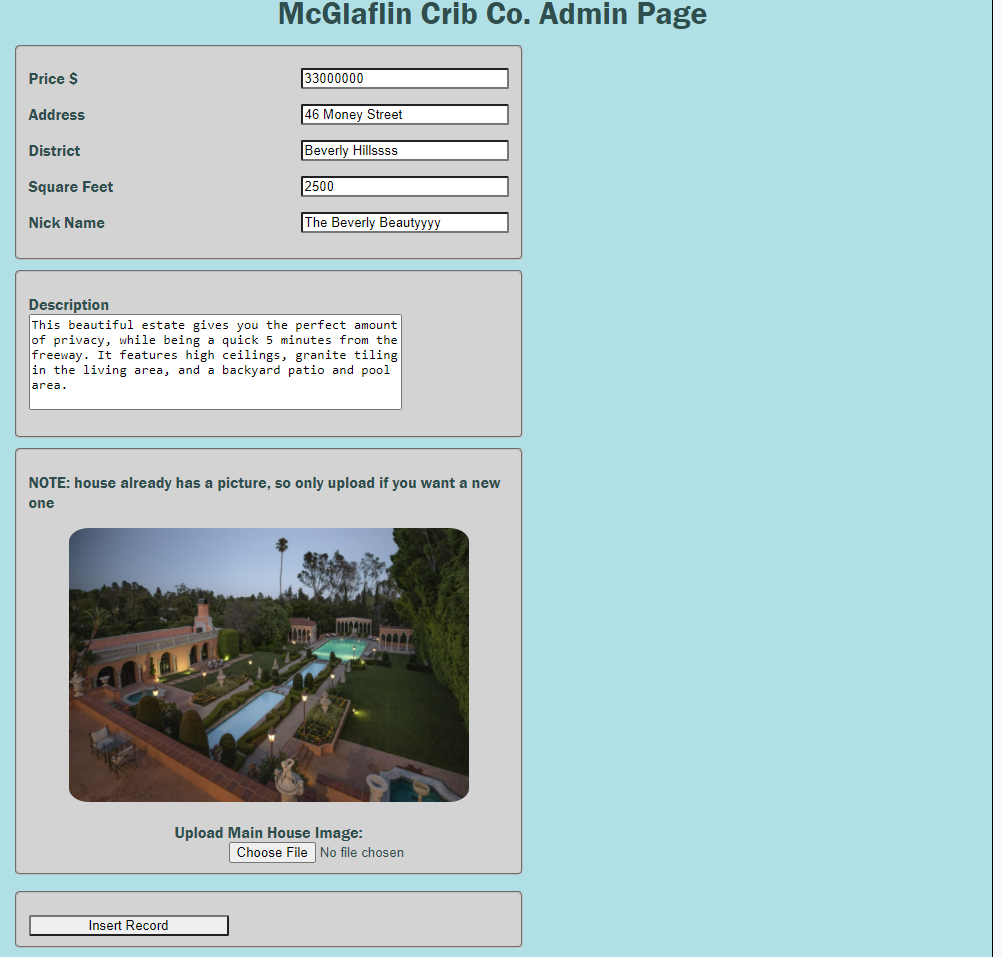 McGlaflin Crib Co. Admin Page
Price $ 33000000
Address 46 Money Street
District Beverly Hillssss
Square Feet 2500
Nick Name The Beverly Beautyyyy
Description
This beautiful estate gives you the perfect amount
of privacy, while being a quick 5 minutes from the
freeway. It features high ceilings, granite tiling
in the living area, and a backyard patio and pool
area.
NOTE: house already has a picture, so only upload if you want a new
one
Upload Main House Image:
Choose File No file chosen
Insert Record